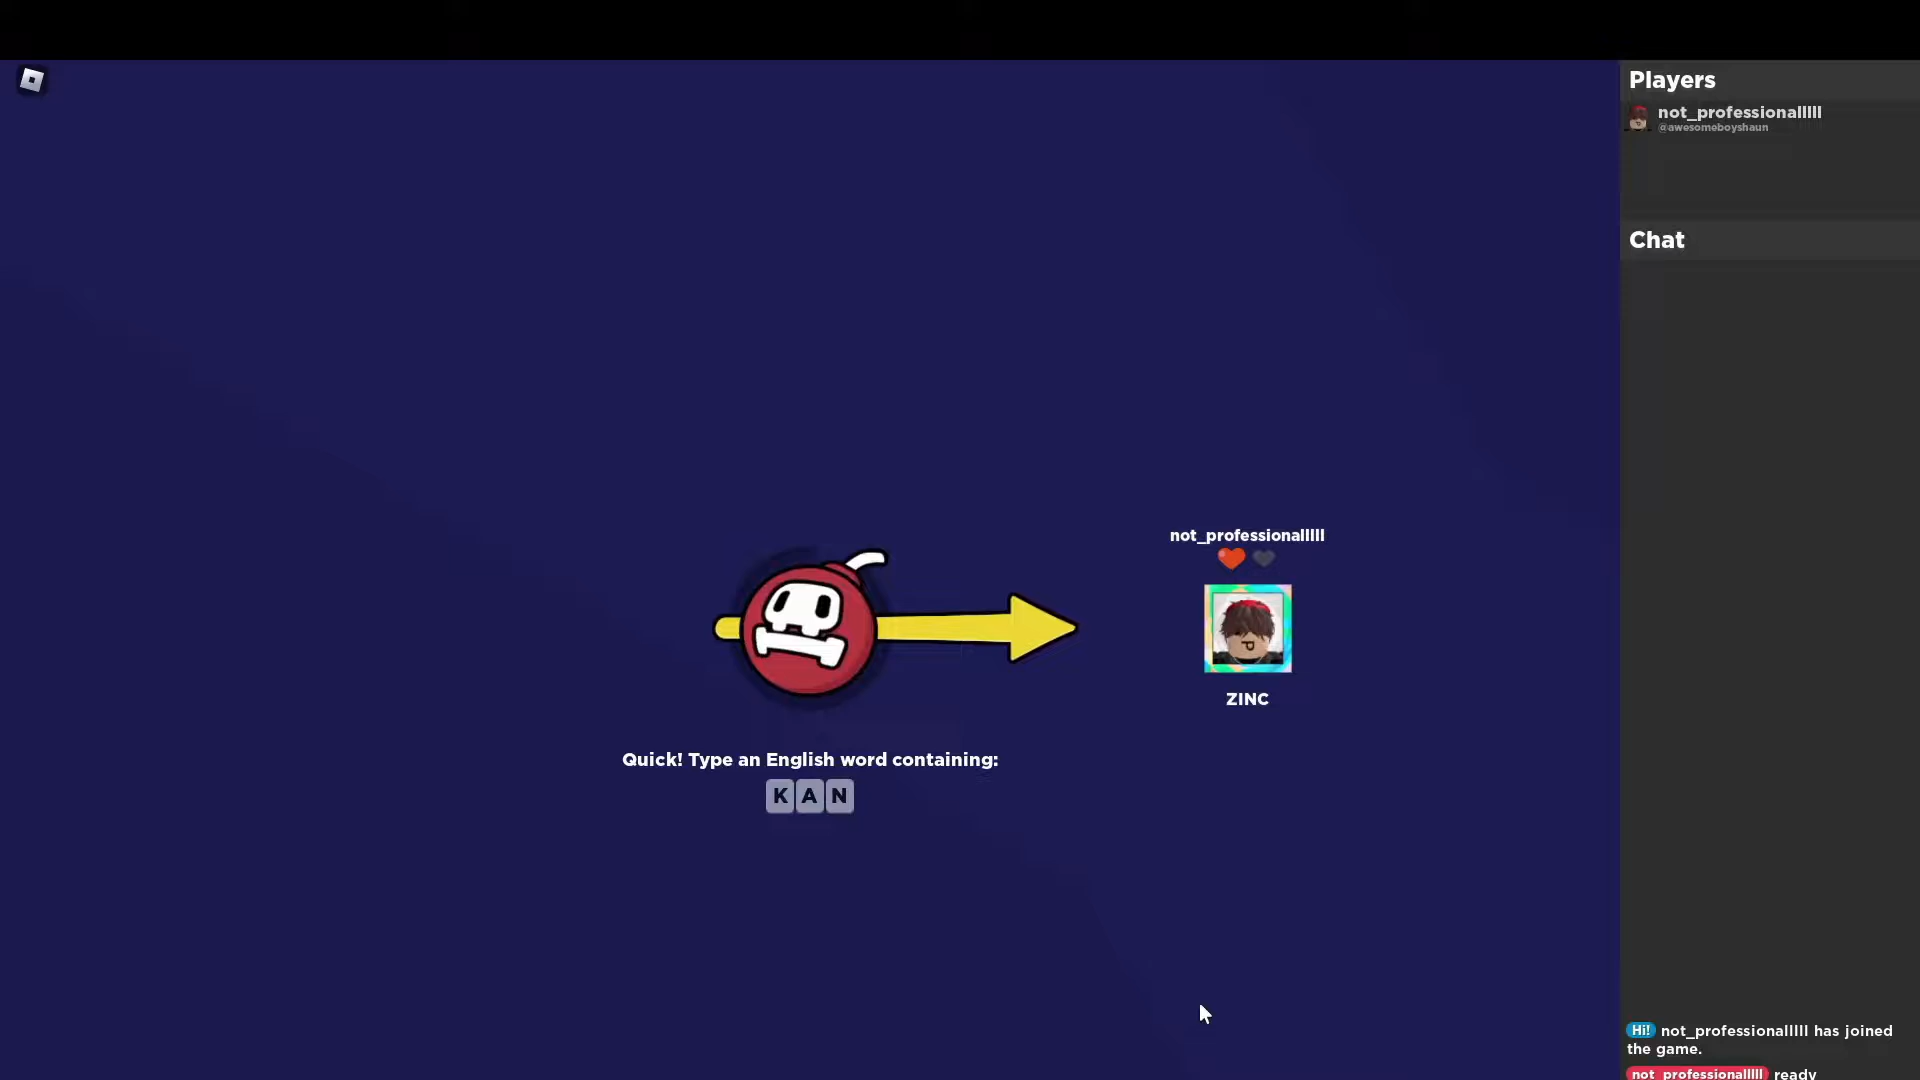 Players
not_professionalllll
@awesomeboyshaun
Chat
not_professionalllll
ZINC
Quick! Type an English word containing:
KAN
Hi! not_professionalllll has joined
the game.
not_professionalllll ready